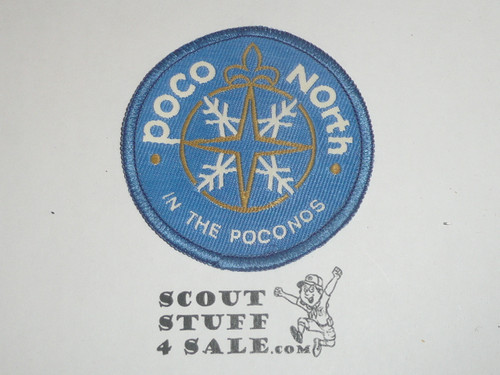 poco North
IN THE POCONOS
SCOUT
STUFF
4 SALE.com